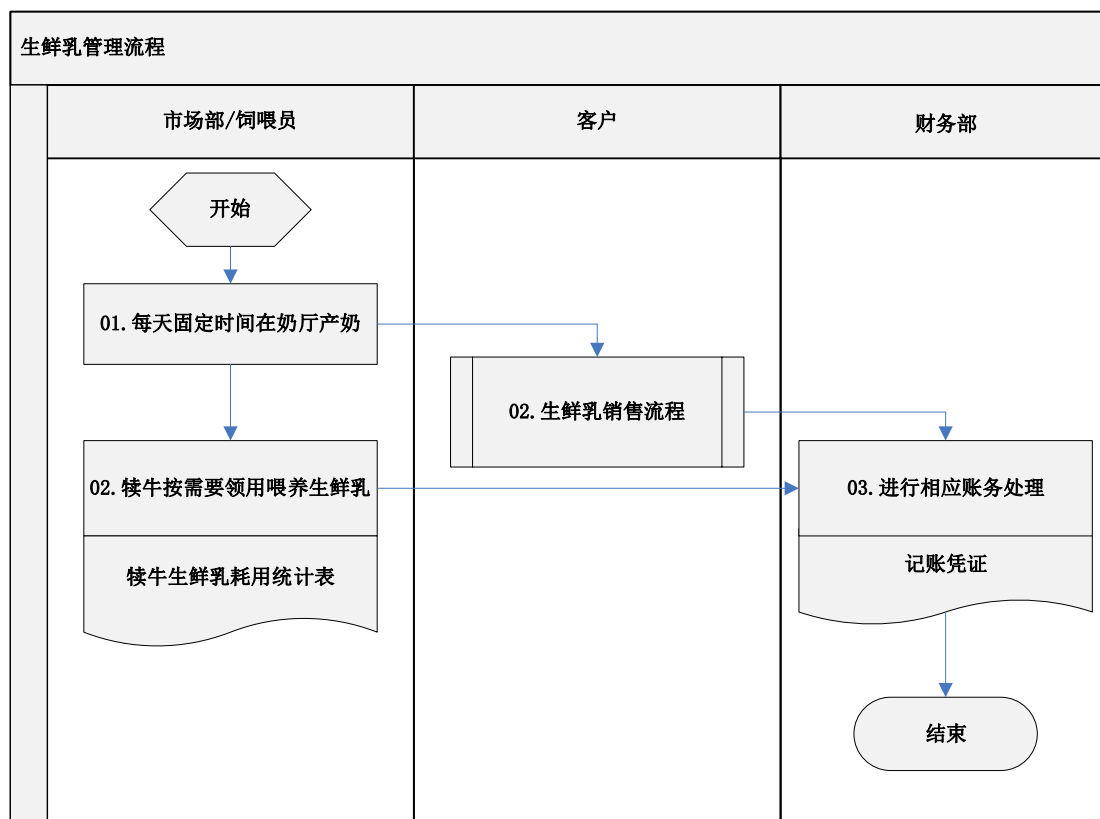 生鲜乳管理流程
市场部/饲喂员
客户
财务部
开始
01.每天固定时间在奶厅产奶
02.生鲜乳销售流程
02.犊牛按需要领用喂养生鲜乳
03.进行相应账务处理
犊牛生鲜乳耗用统计表
记账凭证
结束